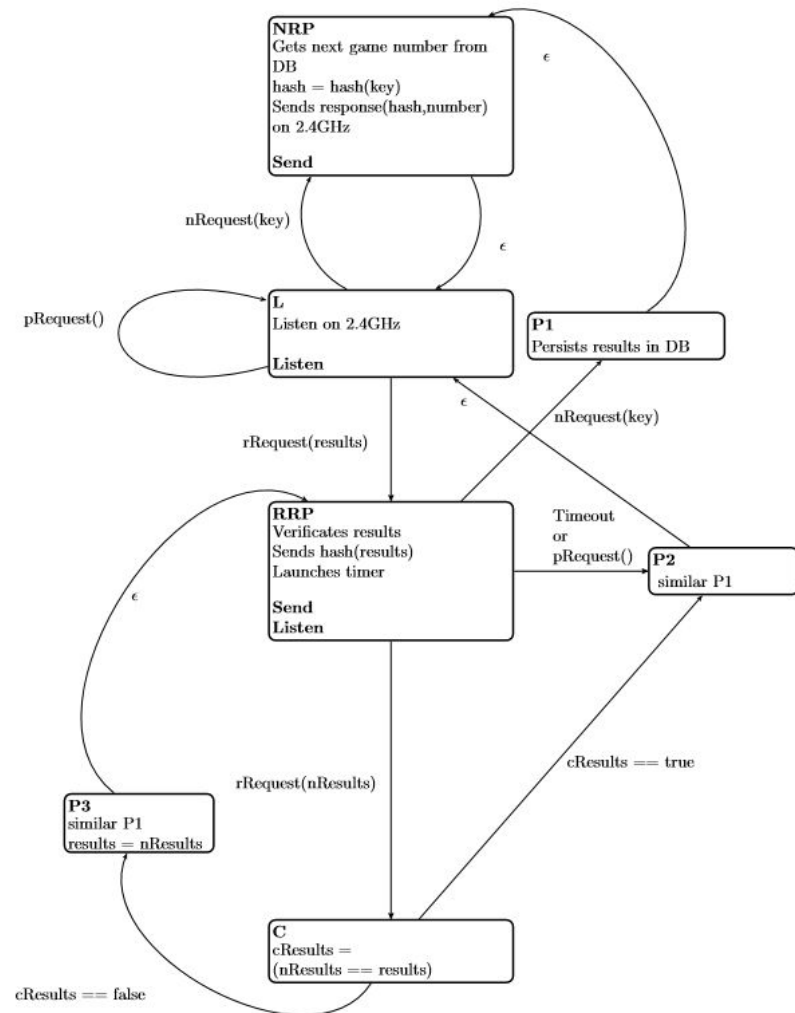 NRP
Gets next game number from
DB
hash = hash(key)
Sends response(hash,number)
on 2.4GHz
Send
ϵ
nRequest(key)
ϵ
pRequest()
L
Listen on 2.4GHz
Listen
P1
Persists results in DB
ϵ
nRequest(key)
rRequest(results)
RRP
Verificates results
Sends hash(results)
Launches timer
Send
Listen
Timeout
or
pRequest()
P2
similar P1
ϵ
rRequest(nResults)
cResults == true
P3
similar P1
results = nResults
C
cResults =
(nResults == results)
cResults == false